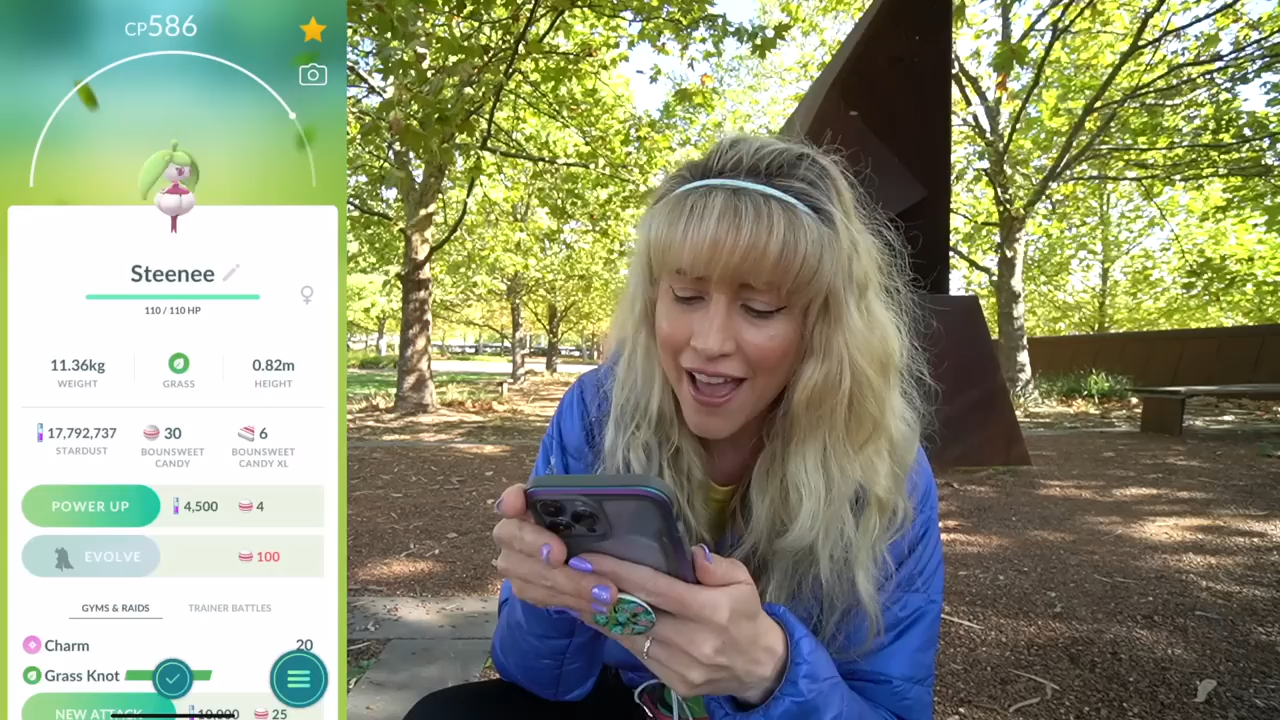 CP586
Steenee
110 / 110 HP
11.36kg
WEIGHT
GRASS
0.82m
HEIGHT
17,792,737
STARDUST
30
BOUNSWEET
CANDY
6
BOUNSWEET
CANDY XL
POWER UP
4,500
4
EVOLVE
100
GYMS & RAIDS
TRAINER BATTLES
Charm
20
Grass Knot
NEW ATTACK
10,000
25